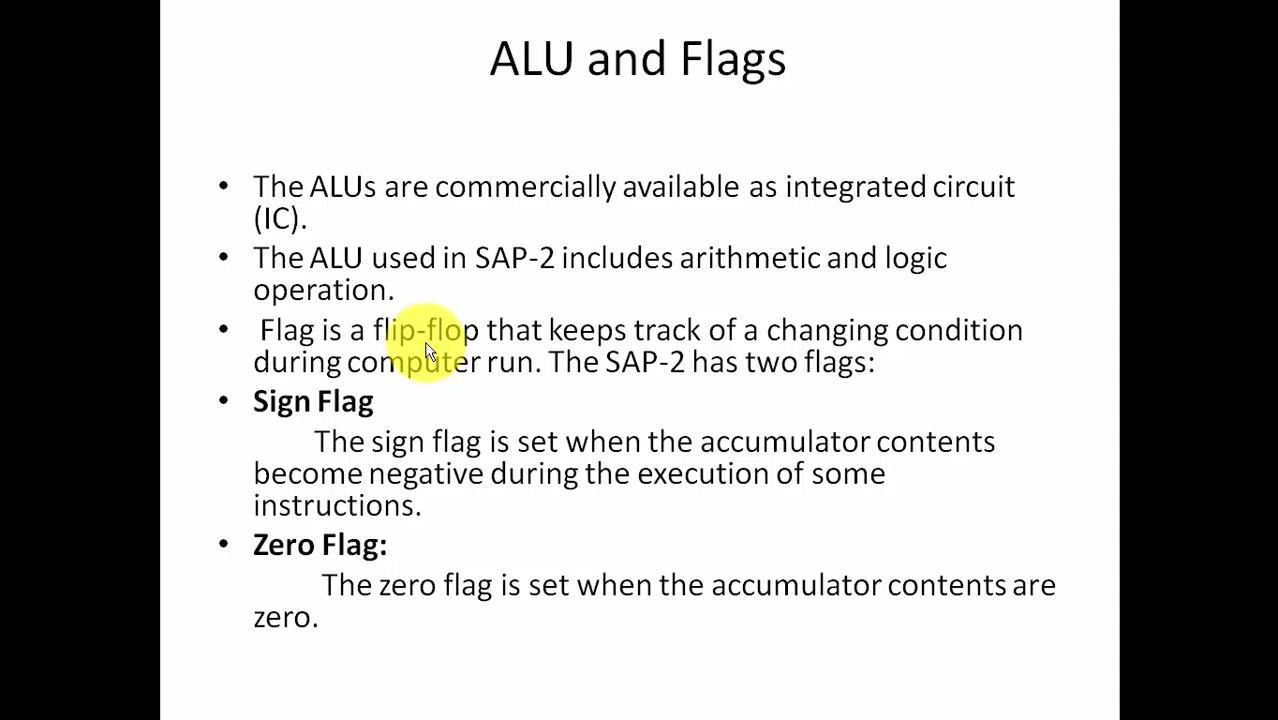 ALU and Flags
• The ALUs are commercially available as integrated circuit
(IC).
• The ALU used in SAP-2 includes arithmetic and logic
operation.
• Flag is a flip-flop that keeps track of a changing condition
during computer run. The SAP-2 has two flags:
• Sign Flag
The sign flag is set when the accumulator contents
become negative during the execution of some
instructions.
• Zero Flag:
The zero flag is set when the accumulator contents are
zero.